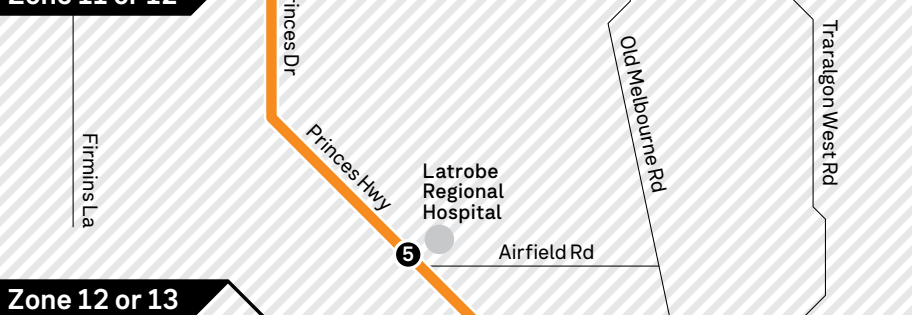 Zone 11 or 12
inces Dr
Old Melbourne Rd
Traralgon West Rd
Firmins La
Princes Hwy
Latrobe
Regional
Hospital
5
Airfield Rd
Zone 12 or 13